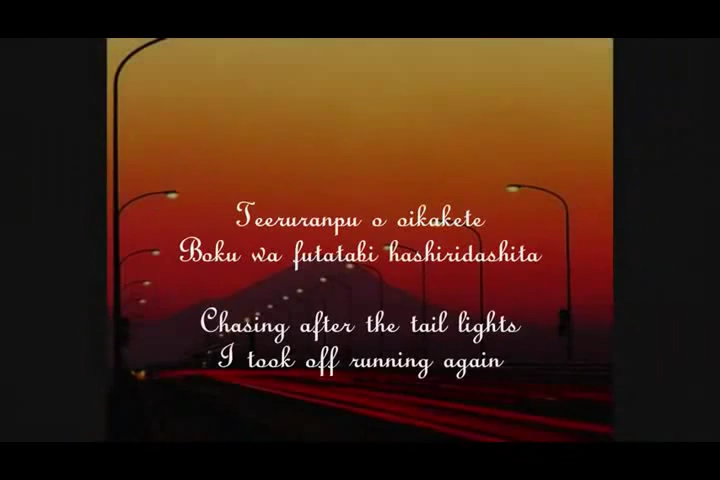 Teeruranpu o oikakete
Boku wa futatabi hashiridashita
Chasing after the tail lights
I took off running again